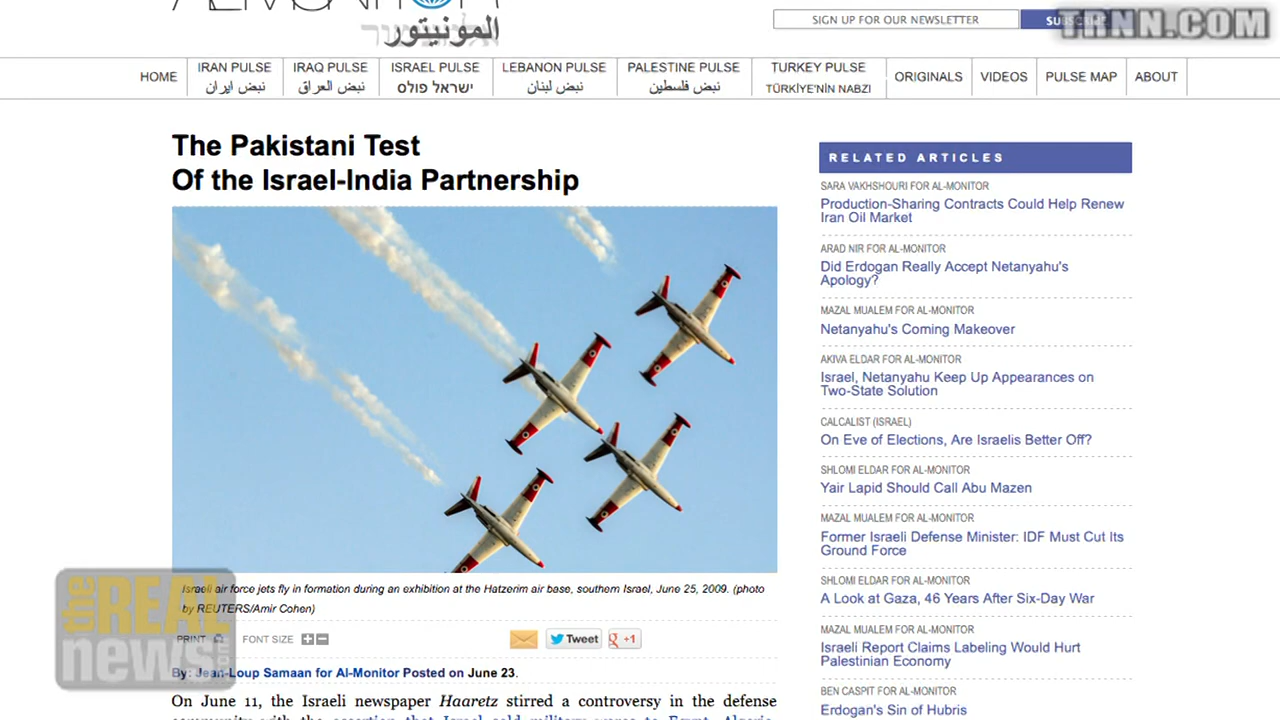 المونيتور
SIGN UP FOR OUR NEWSLETTER
TRNN.COM
HOME
IRAN PULSE
نبض ايران
IRAQ PULSE
نبض العراق
ISRAEL PULSE
ישראל פולס
LEBANON PULSE
نبض لبنان
PALESTINE PULSE
نبض فلسطين
TURKEY PULSE
TÜRKİYE'NİN NABZI
ORIGINALS
VIDEOS
PULSE MAP
ABOUT
The Pakistani Test
Of the Israel-India Partnership
Israeli air force jets fly in formation during an exhibition at the Hatzerim air base, southern Israel, June 25, 2009. (photo
by REUTERS/Amir Cohen)
PRINT
FONT SIZE
Tweet
+1
By: Jean-Loup Samaan for Al-Monitor Posted on June 23.
On June 11, the Israeli newspaper Haaretz stirred a controversy in the defense
RELATED ARTICLES
SARA VAKHSHOURI FOR AL-MONITOR
Production-Sharing Contracts Could Help Renew
Iran Oil Market
ARAD NIR FOR AL-MONITOR
Did Erdogan Really Accept Netanyahu's
Apology?
MAZAL MUALEM FOR AL-MONITOR
Netanyahu's Coming Makeover
AKIVA ELDAR FOR AL-MONITOR
Israel, Netanyahu Keep Up Appearances on
Two-State Solution
CALCALIST (ISRAEL)
On Eve of Elections, Are Israelis Better Off?
SHLOMI ELDAR FOR AL-MONITOR
Yair Lapid Should Call Abu Mazen
MAZAL MUALEM FOR AL-MONITOR
Former Israeli Defense Minister: IDF Must Cut Its
Ground Force
SHLOMI ELDAR FOR AL-MONITOR
A Look at Gaza, 46 Years After Six-Day War
MAZAL MUALEM FOR AL-MONITOR
Israeli Report Claims Labeling Would Hurt
Palestinian Economy
BEN CASPIT FOR AL-MONITOR
Erdogan's Sin of Hubris
the REAL
news.com